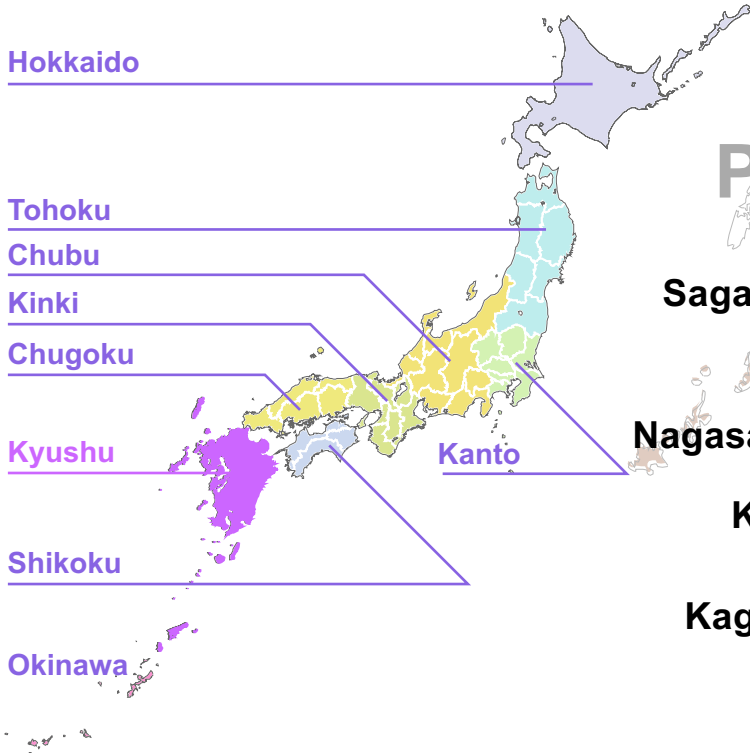 Hokkaido
P
Tohoku
Chubu
Saga
Kinki
Chugoku
Nagasa
Kyushu
Kanto
K
Shikoku
Kag
Okinawa